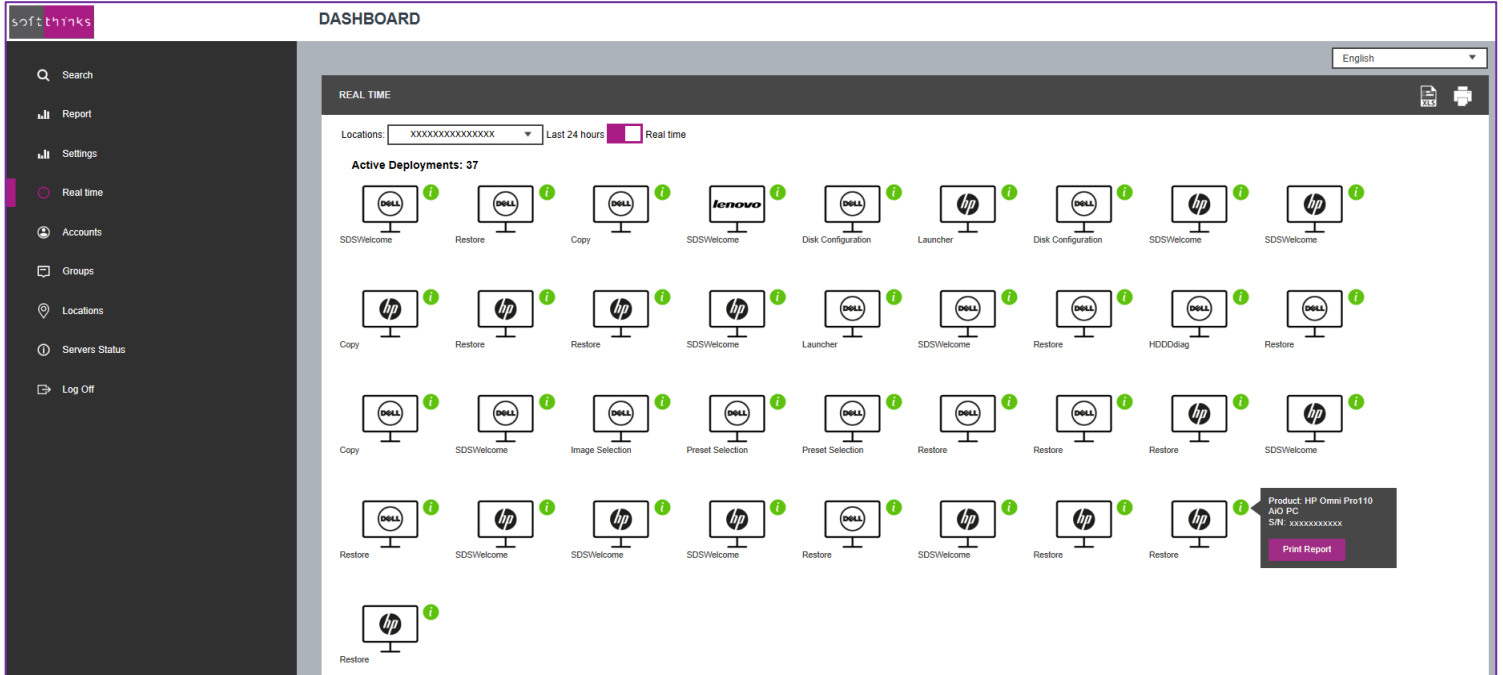 softthinks
DASHBOARD
English
Search
Report
Settings
Real time
Accounts
Groups
Locations
Servers Status
Log Off
REAL TIME
XLS
Locations: XXXXXXXXXXXXXXX Last 24 hours Real time
Active Deployments: 37
DELL i DELL i DELL i lenovo i DELL i hp i DELL i hp i hp i
SDSWelcome Restore Copy SDSWelcome Disk Configuration Launcher Disk Configuration SDSWelcome SDSWelcome
hp i hp i hp i hp i DELL i DELL i DELL i DELL i DELL i
Copy Restore Restore SDSWelcome Launcher SDSWelcome Restore HDDDdiag Restore
DELL i DELL i DELL i DELL i DELL i DELL i DELL i hp i hp i
Copy SDSWelcome Image Selection Preset Selection Preset Selection Restore Restore Restore SDSWelcome
DELL i hp i hp i hp i DELL i hp i hp i hp i
Restore SDSWelcome SDSWelcome SDSWelcome Restore SDSWelcome Restore Restore
Product: HP Omni Pro110
AiO PC
S/N: xxxxxxxxxxx
Print Report
hp i
Restore